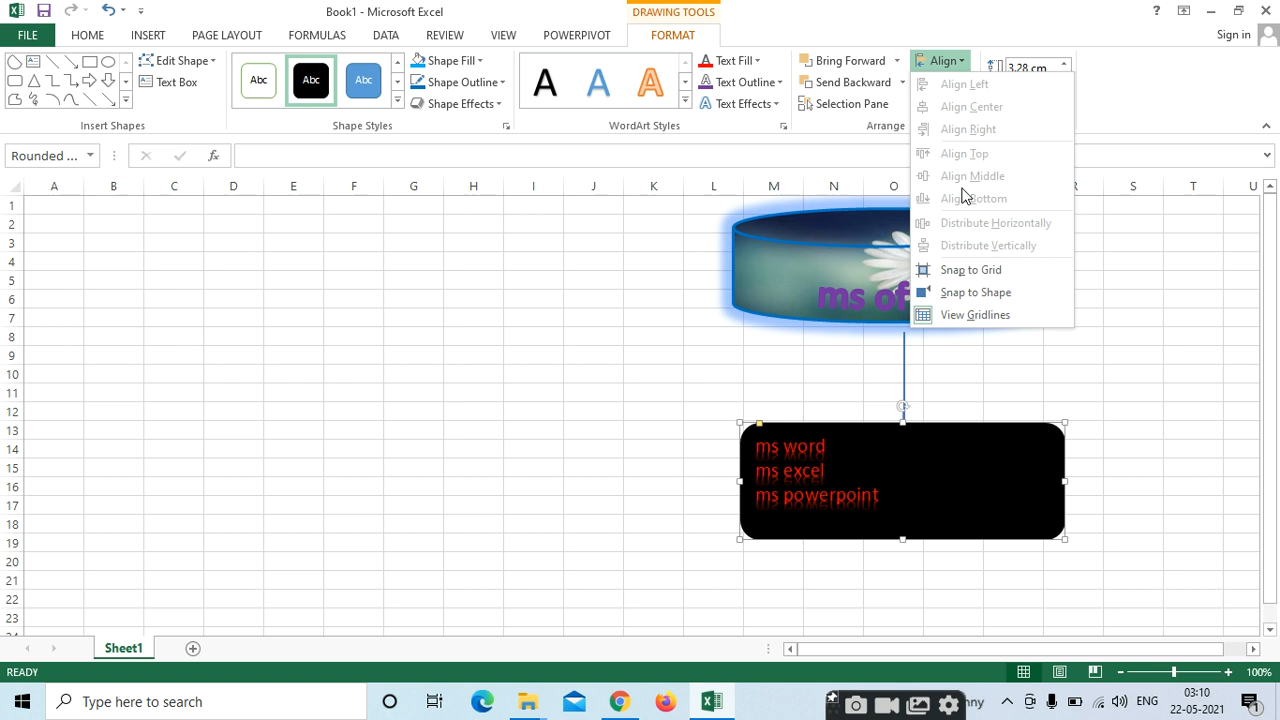 Book1 - Microsoft Excel
DRAWING TOOLS
?
FILE HOME INSERT PAGE LAYOUT FORMULAS DATA REVIEW VIEW POWERPIVOT FORMAT Sign in
Edit Shape
Text Box
Insert Shapes
Abc Abc Abc
Shape Fill
Shape Outline
Shape Effects
Shape Styles
A A A
Text Fill
Text Outline
Text Effects
WordArt Styles
Bring Forward
Send Backward
Selection Pane
Arrange
Align
3.28 cm
Align Left
Align Center
Align Right
Align Top
Align Middle
Align Bottom
Distribute Horizontally
Distribute Vertically
Snap to Grid
Snap to Shape
View Gridlines
Rounded ...
fx
A B C D E F G H I J K L M N O R S T U
1
2
3
4
5
6
7
8
9
10
11
12
13
14
15
16
17
18
19
20
21
22
23
ms of
ms word
ms excel
ms powerpoint
Sheet1
READY
100%
Type here to search
ENG
03:10
22-05-2021
1